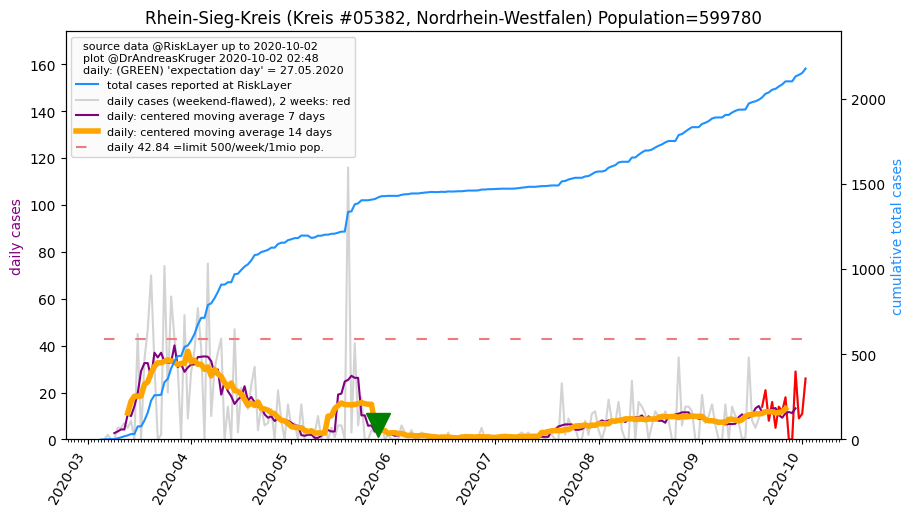 Rhein-Sieg-Kreis (Kreis #05382, Nordrhein-Westfalen) Population=599780
source data @RiskLayer up to 2020-10-02
plot @DrAndreasKruger 2020-10-02 02:48
daily: (GREEN) 'expectation day' = 27.05.2020
total cases reported at RiskLayer
daily cases (weekend-flawed), 2 weeks: red
daily: centered moving average 7 days
daily: centered moving average 14 days
daily 42.84 =limit 500/week/1mio pop.
daily cases
160
140
120
100
80
60
40
20
0
2000
1500
1000
500
0
cumulative total cases
2020-03
2020-04
2020-05
2020-06
2020-07
2020-08
2020-09
2020-10